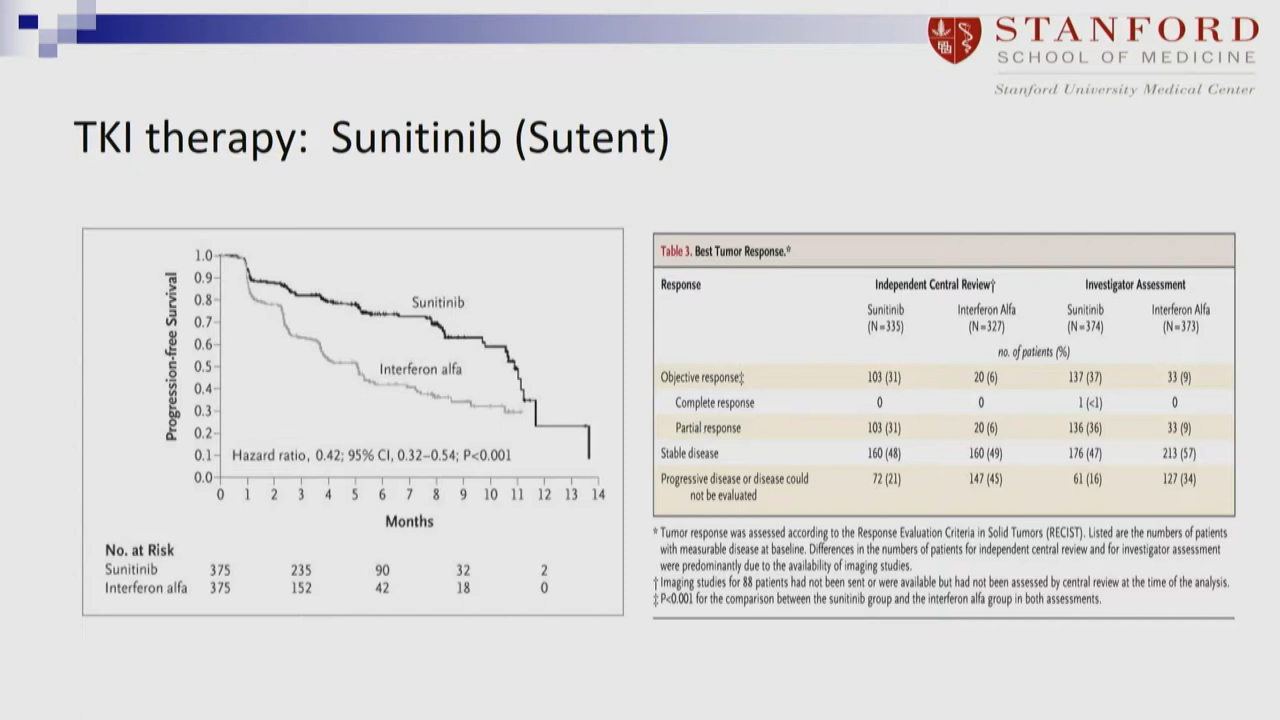 STANFORD
SCHOOL OF MEDICINE
Stanford University Medical Center
TKI therapy: Sunitinib (Sutent)
Progression-free Survival
1.0
0.9
0.8
0.7
0.6
0.5
0.4
0.3
0.2
0.1
0.0
Sunitinib
Interferon alfa
Hazard ratio, 0.42; 95% CI, 0.32–0.54; P<0.001
0 1 2 3 4 5 6 7 8 9 10 11 12 13 14
Months
No. at Risk
Sunitinib 375 235 90 32 2
Interferon alfa 375 152 42 18 0
Table 3. Best Tumor Response.*
Response Independent Central Review† Investigator Assessment
Sunitinib Interferon Alfa Sunitinib Interferon Alfa
(N=335) (N=327) (N=374) (N=373)
no. of patients (%)
Objective response‡ 103 (31) 20 (6) 137 (37) 33 (9)
Complete response 0 0 1 (<1) 0
Partial response 103 (31) 20 (6) 136 (36) 33 (9)
Stable disease 160 (48) 160 (49) 176 (47) 213 (57)
Progressive disease or disease could 72 (21) 147 (45) 61 (16) 127 (34)
not be evaluated
* Tumor response was assessed according to the Response Evaluation Criteria in Solid Tumors (RECIST). Listed are the numbers of patients
with measurable disease at baseline. Differences in the numbers of patients for independent central review and for investigator assessment
were predominantly due to the availability of imaging studies.
† Imaging studies for 88 patients had not been sent or were available but had not been assessed by central review at the time of the analysis.
‡ P<0.001 for the comparison between the sunitinib group and the interferon alfa group in both assessments.